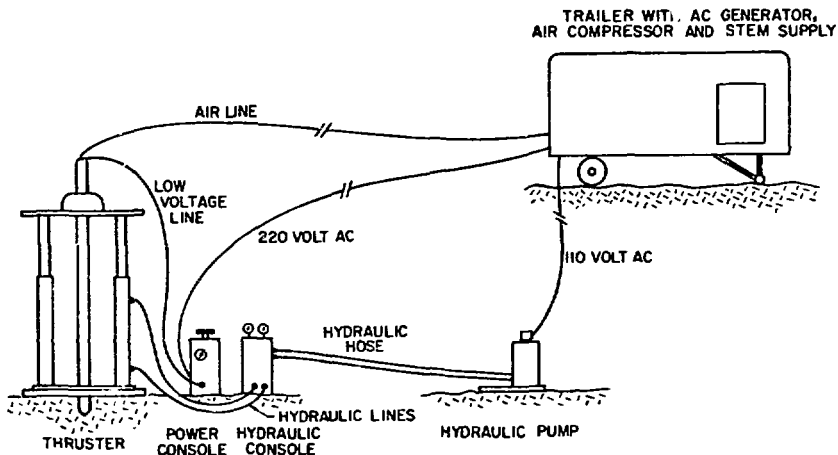 TRAILER WIT. AC GENERATOR,
AIR COMPRESSOR AND STEM SUPPLY
AIR LINE
LOW
VOLTAGE
LINE
220 VOLT AC
110 VOLT AC
HYDRAULIC
HOSE
HYDRAULIC LINES
THRUSTER
POWER
CONSOLE
HYDRAULIC
CONSOLE
HYDRAULIC PUMP